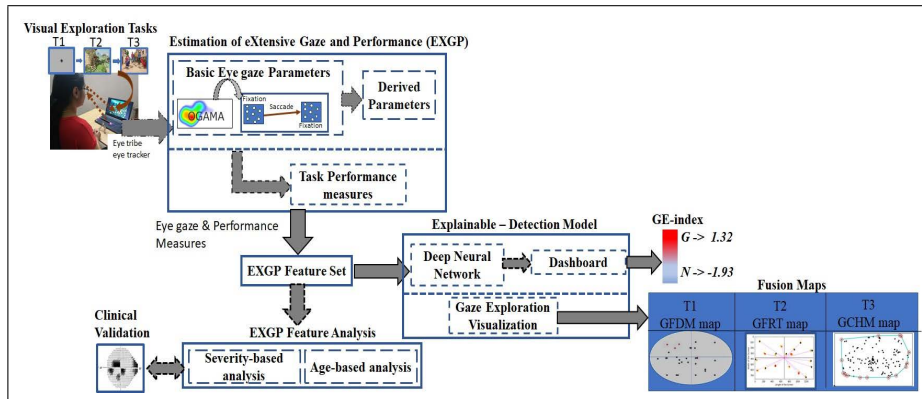 Visual Exploration Tasks
T1 T2 T3
Eye tribe
eye tracker
Estimation of eXtensive Gaze and Performance (EXGP)
Basic Eye gaze Parameters
OGAMA
Fixation
Saccade
Fixation
Derived
Parameters
Task Performance
measures
Eye gaze & Performance
Measures
EXGP Feature Set
Explainable – Detection Model
Deep Neural
Network
Dashboard
Gaze Exploration
Visualization
GE-index
G -> 1.32
N -> -1.93
Fusion Maps
T1
GFDM map
T2
GFRT map
T3
GCHM map
Clinical
Validation
EXGP Feature Analysis
Severity-based
analysis
Age-based analysis